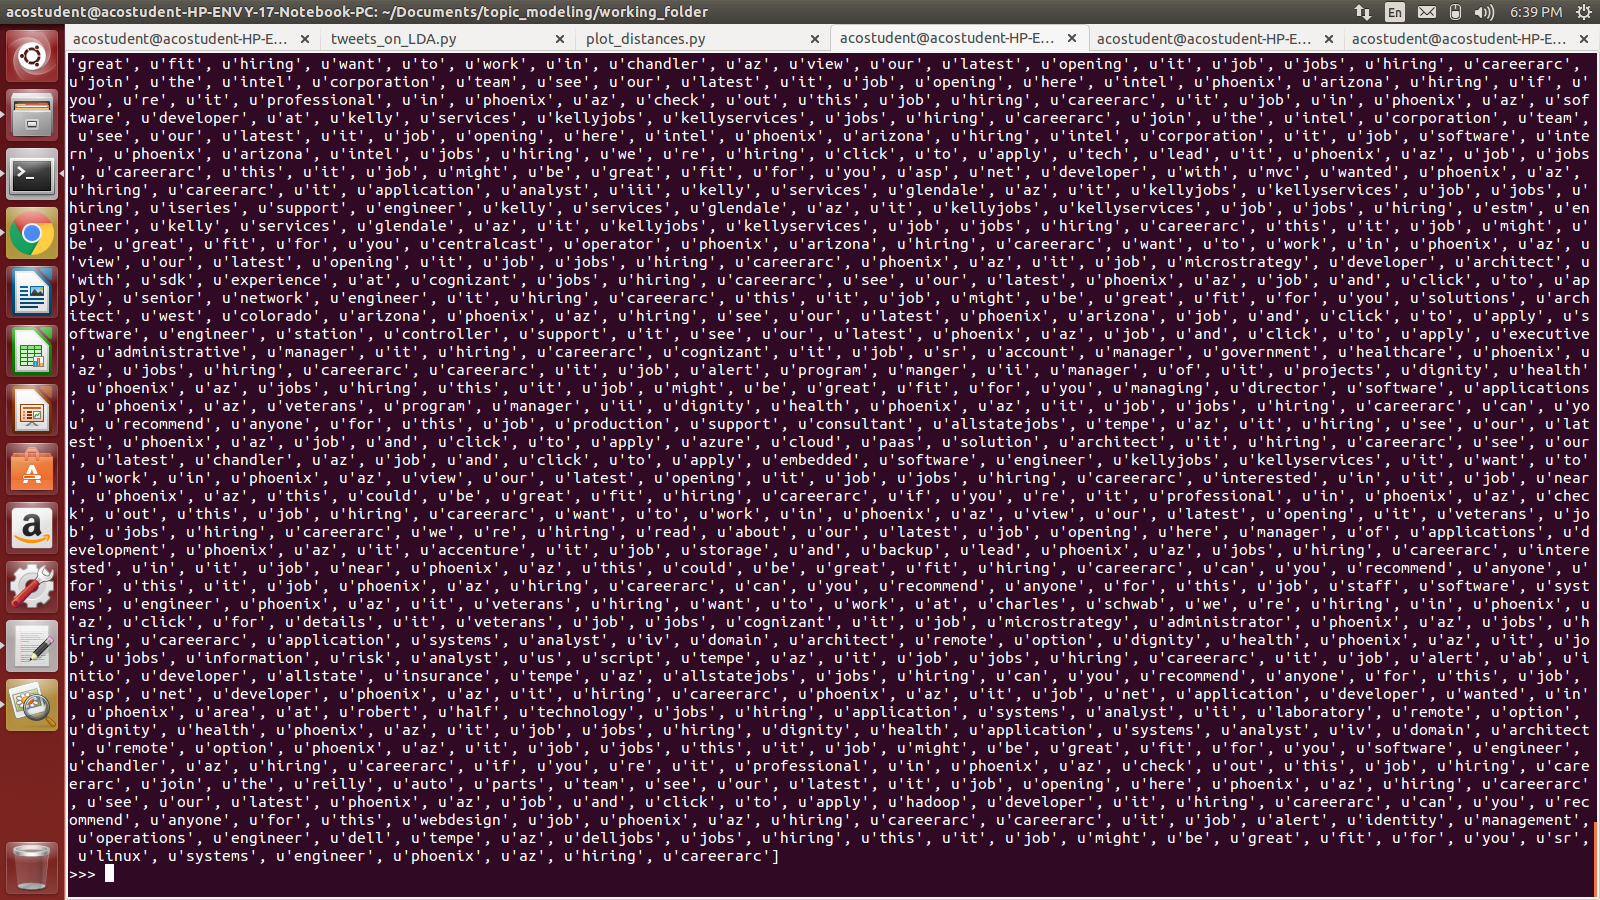 acostudent@acostudent-HP-ENVY-17-Notebook-PC: ~/Documents/topic_modeling/working_folder
En
6:39 PM
acostudent@acostudent-HP-E... × tweets_on_LDA.py × plot_distances.py × acostudent@acostudent-HP-E... × acostudent@acostudent-HP-E... × acostudent@acostudent-HP-E... ×
'great', u'fit', u'hiring', u'want', u'to', u'work', u'in', u'chandler', u'az', u'view', u'our', u'latest', u'opening', u'it', u'job', u'jobs', u'hiring', u'careerarc',
u'join', u'the', u'intel', u'corporation', u'team', u'see', u'our', u'latest', u'it', u'job', u'opening', u'here', u'intel', u'phoenix', u'arizona', u'hiring', u'if', u'
you', u're', u'it', u'professional', u'in', u'phoenix', u'az', u'check', u'out', u'this', u'job', u'hiring', u'careerarc', u'it', u'job', u'in', u'phoenix', u'az', u'sof
tware', u'developer', u'at', u'kelly', u'services', u'kellyjobs', u'kellyservices', u'jobs', u'hiring', u'careerarc', u'join', u'the', u'intel', u'corporation', u'team',
u'see', u'our', u'latest', u'it', u'job', u'opening', u'here', u'intel', u'phoenix', u'arizona', u'hiring', u'intel', u'corporation', u'it', u'job', u'software', u'inte
rn', u'phoenix', u'arizona', u'intel', u'jobs', u'hiring', u'we', u're', u'hiring', u'click', u'to', u'apply', u'tech', u'lead', u'it', u'phoenix', u'az', u'job', u'jobs
', u'careerarc', u'this', u'it', u'job', u'might', u'be', u'great', u'fit', u'for', u'you', u'asp', u'net', u'developer', u'with', u'mvc', u'wanted', u'phoenix', u'az',
u'hiring', u'careerarc', u'it', u'application', u'analyst', u'iii', u'kelly', u'services', u'glendale', u'az', u'it', u'kellyjobs', u'kellyservices', u'job', u'jobs', u'
hiring', u'iseries', u'support', u'engineer', u'kelly', u'services', u'glendale', u'az', u'it', u'kellyjobs', u'kellyservices', u'job', u'jobs', u'hiring', u'estm', u'en
gineer', u'kelly', u'services', u'glendale', u'az', u'it', u'kellyjobs', u'kellyservices', u'job', u'jobs', u'hiring', u'careerarc', u'this', u'it', u'job', u'might', u'
be', u'great', u'fit', u'for', u'you', u'centralcast', u'operator', u'phoenix', u'arizona', u'hiring', u'careerarc', u'want', u'to', u'work', u'in', u'phoenix', u'az', u
'view', u'our', u'latest', u'opening', u'it', u'job', u'jobs', u'hiring', u'careerarc', u'phoenix', u'az', u'it', u'job', u'microstrategy', u'developer', u'architect', u
'with', u'sdk', u'experience', u'at', u'cognizant', u'jobs', u'hiring', u'careerarc', u'see', u'our', u'latest', u'phoenix', u'az', u'job', u'and', u'click', u'to', u'ap
ply', u'senior', u'network', u'engineer', u'it', u'hiring', u'careerarc', u'this', u'it', u'job', u'might', u'be', u'great', u'fit', u'for', u'you', u'solutions', u'arch
itect', u'west', u'colorado', u'arizona', u'phoenix', u'az', u'hiring', u'see', u'our', u'latest', u'phoenix', u'arizona', u'job', u'and', u'click', u'to', u'apply', u's
oftware', u'engineer', u'station', u'controller', u'support', u'it', u'see', u'our', u'latest', u'phoenix', u'az', u'job', u'and', u'click', u'to', u'apply', u'executive
', u'administrative', u'manager', u'it', u'hiring', u'careerarc', u'cognizant', u'it', u'job', u'sr', u'account', u'manager', u'government', u'healthcare', u'phoenix', u
'az', u'jobs', u'hiring', u'careerarc', u'careerarc', u'it', u'job', u'alert', u'program', u'manger', u'ii', u'manager', u'of', u'it', u'projects', u'dignity', u'health'
, u'phoenix', u'az', u'jobs', u'hiring', u'this', u'it', u'job', u'might', u'be', u'great', u'fit', u'for', u'you', u'managing', u'director', u'software', u'applications
', u'phoenix', u'az', u'veterans', u'program', u'manager', u'ii', u'dignity', u'health', u'phoenix', u'az', u'it', u'job', u'jobs', u'hiring', u'careerarc', u'can', u'yo
u', u'recommend', u'anyone', u'for', u'this', u'job', u'production', u'support', u'consultant', u'allstatejobs', u'tempe', u'az', u'it', u'hiring', u'see', u'our', u'lat
est', u'phoenix', u'az', u'job', u'and', u'click', u'to', u'apply', u'azure', u'cloud', u'paas', u'solution', u'architect', u'it', u'hiring', u'careerarc', u'see', u'our
', u'latest', u'chandler', u'az', u'job', u'and', u'click', u'to', u'apply', u'embedded', u'software', u'engineer', u'kellyjobs', u'kellyservices', u'it', u'want', u'to'
, u'work', u'in', u'phoenix', u'az', u'view', u'our', u'latest', u'opening', u'it', u'job', u'jobs', u'hiring', u'careerarc', u'interested', u'in', u'it', u'job', u'near
', u'phoenix', u'az', u'this', u'could', u'be', u'great', u'fit', u'hiring', u'careerarc', u'if', u'you', u're', u'it', u'professional', u'in', u'phoenix', u'az', u'chec
k', u'out', u'this', u'job', u'hiring', u'careerarc', u'want', u'to', u'work', u'in', u'phoenix', u'az', u'view', u'our', u'latest', u'opening', u'it', u'veterans', u'jo
b', u'jobs', u'hiring', u'careerarc', u'we', u're', u'hiring', u'read', u'about', u'our', u'latest', u'job', u'opening', u'here', u'manager', u'of', u'applications', u'd
evelopment', u'phoenix', u'az', u'it', u'accenture', u'it', u'job', u'storage', u'and', u'backup', u'lead', u'phoenix', u'az', u'jobs', u'hiring', u'careerarc', u'intere
sted', u'in', u'it', u'job', u'near', u'phoenix', u'az', u'this', u'could', u'be', u'great', u'fit', u'hiring', u'careerarc', u'can', u'you', u'recommend', u'anyone', u'
for', u'this', u'it', u'job', u'phoenix', u'az', u'hiring', u'careerarc', u'can', u'you', u'recommend', u'anyone', u'for', u'this', u'job', u'staff', u'software', u'syst
ems', u'engineer', u'phoenix', u'az', u'it', u'veterans', u'hiring', u'want', u'to', u'work', u'at', u'charles', u'schwab', u'we', u're', u'hiring', u'in', u'phoenix', u
'az', u'click', u'for', u'details', u'it', u'veterans', u'job', u'jobs', u'cognizant', u'it', u'job', u'microstrategy', u'administrator', u'phoenix', u'az', u'jobs', u'h
iring', u'careerarc', u'application', u'systems', u'analyst', u'iv', u'domain', u'architect', u'remote', u'option', u'dignity', u'health', u'phoenix', u'az', u'it', u'jo
b', u'jobs', u'information', u'risk', u'analyst', u'us', u'script', u'tempe', u'az', u'it', u'job', u'jobs', u'hiring', u'careerarc', u'it', u'job', u'alert', u'ab', u'i
nitio', u'developer', u'allstate', u'insurance', u'tempe', u'az', u'allstatejobs', u'jobs', u'hiring', u'can', u'you', u'recommend', u'anyone', u'for', u'this', u'job',
u'asp', u'net', u'developer', u'phoenix', u'az', u'it', u'hiring', u'careerarc', u'phoenix', u'az', u'it', u'job', u'net', u'application', u'developer', u'wanted', u'in'
, u'phoenix', u'area', u'at', u'robert', u'half', u'technology', u'jobs', u'hiring', u'application', u'systems', u'analyst', u'ii', u'laboratory', u'remote', u'option',
u'dignity', u'health', u'phoenix', u'az', u'it', u'job', u'jobs', u'hiring', u'dignity', u'health', u'application', u'systems', u'analyst', u'iv', u'domain', u'architect
', u'remote', u'option', u'phoenix', u'az', u'it', u'job', u'jobs', u'this', u'it', u'job', u'might', u'be', u'great', u'fit', u'for', u'you', u'software', u'engineer',
u'chandler', u'az', u'hiring', u'careerarc', u'if', u'you', u're', u'it', u'professional', u'in', u'phoenix', u'az', u'check', u'out', u'this', u'job', u'hiring', u'care
erarc', u'join', u'the', u'reilly', u'auto', u'parts', u'team', u'see', u'our', u'latest', u'it', u'job', u'opening', u'here', u'phoenix', u'az', u'hiring', u'careerarc'
, u'see', u'our', u'latest', u'phoenix', u'az', u'job', u'and', u'click', u'to', u'apply', u'hadoop', u'developer', u'it', u'hiring', u'careerarc', u'can', u'you', u'rec
ommend', u'anyone', u'for', u'this', u'webdesign', u'job', u'phoenix', u'az', u'hiring', u'careerarc', u'careerarc', u'it', u'job', u'alert', u'identity', u'management',
u'operations', u'engineer', u'dell', u'tempe', u'az', u'delljobs', u'jobs', u'hiring', u'this', u'it', u'job', u'might', u'be', u'great', u'fit', u'for', u'you', u'sr',
u'linux', u'systems', u'engineer', u'phoenix', u'az', u'hiring', u'careerarc']
>>>